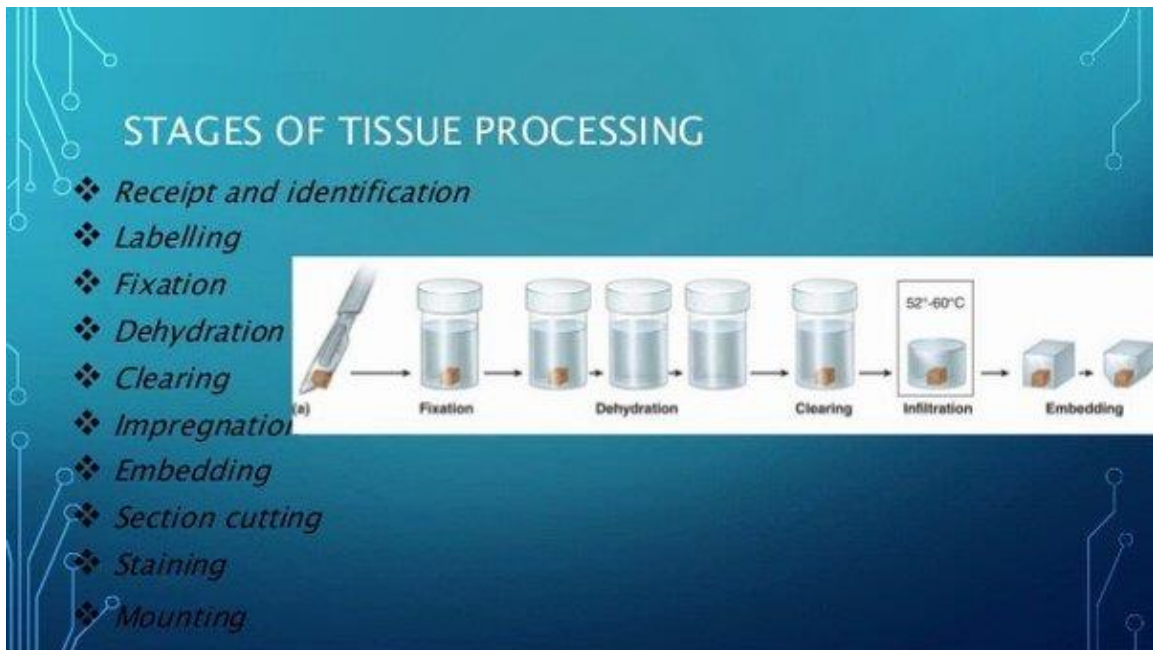 STAGES OF TISSUE PROCESSING
❖ Receipt and identification
❖ Labelling
❖ Fixation
❖ Dehydration
❖ Clearing
❖ Impregnation
❖ Embedding
❖ Section cutting
❖ Staining
❖ Mounting
52°-60°C
(a)
Fixation
Dehydration
Clearing
Infiltration
Embedding